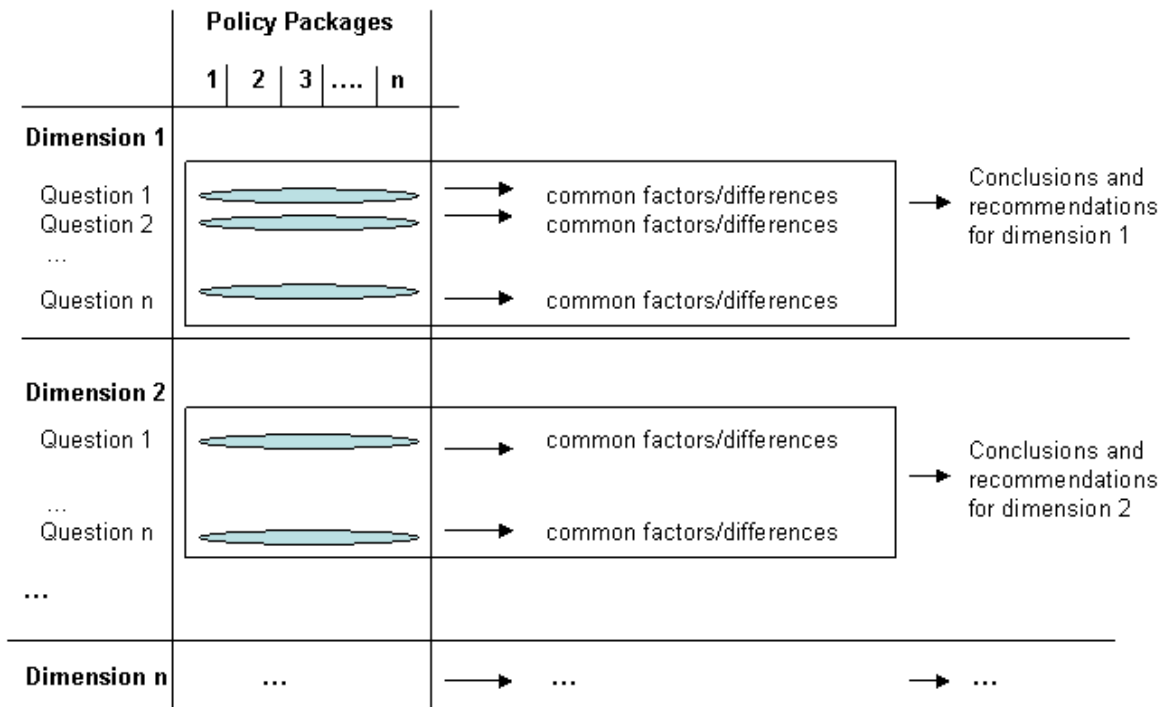 Policy Packages
1 2 3 .... n
Dimension 1
Question 1 common factors/differences
Question 2 common factors/differences
...
Question n common factors/differences
Conclusions and
recommendations
for dimension 1
Dimension 2
Question 1 common factors/differences
...
Question n common factors/differences
Conclusions and
recommendations
for dimension 2
...
Dimension n ... ... ...